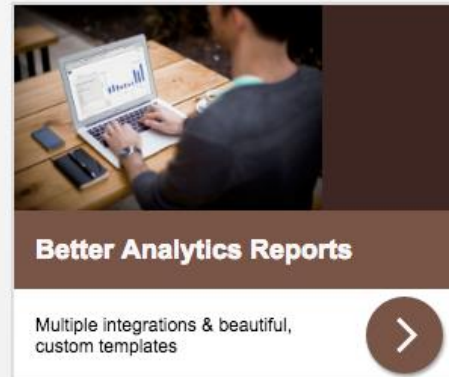 Better Analytics Reports
Multiple integrations & beautiful,
custom templates